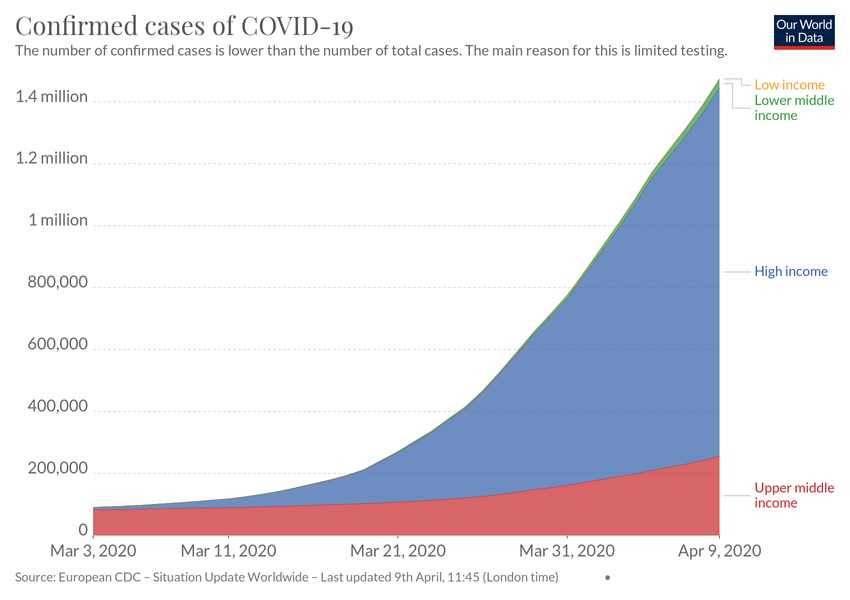 Confirmed cases of COVID-19
Our World
in Data
The number of confirmed cases is lower than the number of total cases. The main reason for this is limited testing.
1.4 million
1.2 million
1 million
800,000
600,000
400,000
200,000
0
Low income
Lower middle
income
High income
Upper middle
income
Mar 3, 2020
Mar 11, 2020
Mar 21, 2020
Mar 31, 2020
Apr 9, 2020
Source: European CDC – Situation Update Worldwide – Last updated 9th April, 11:45 (London time) •